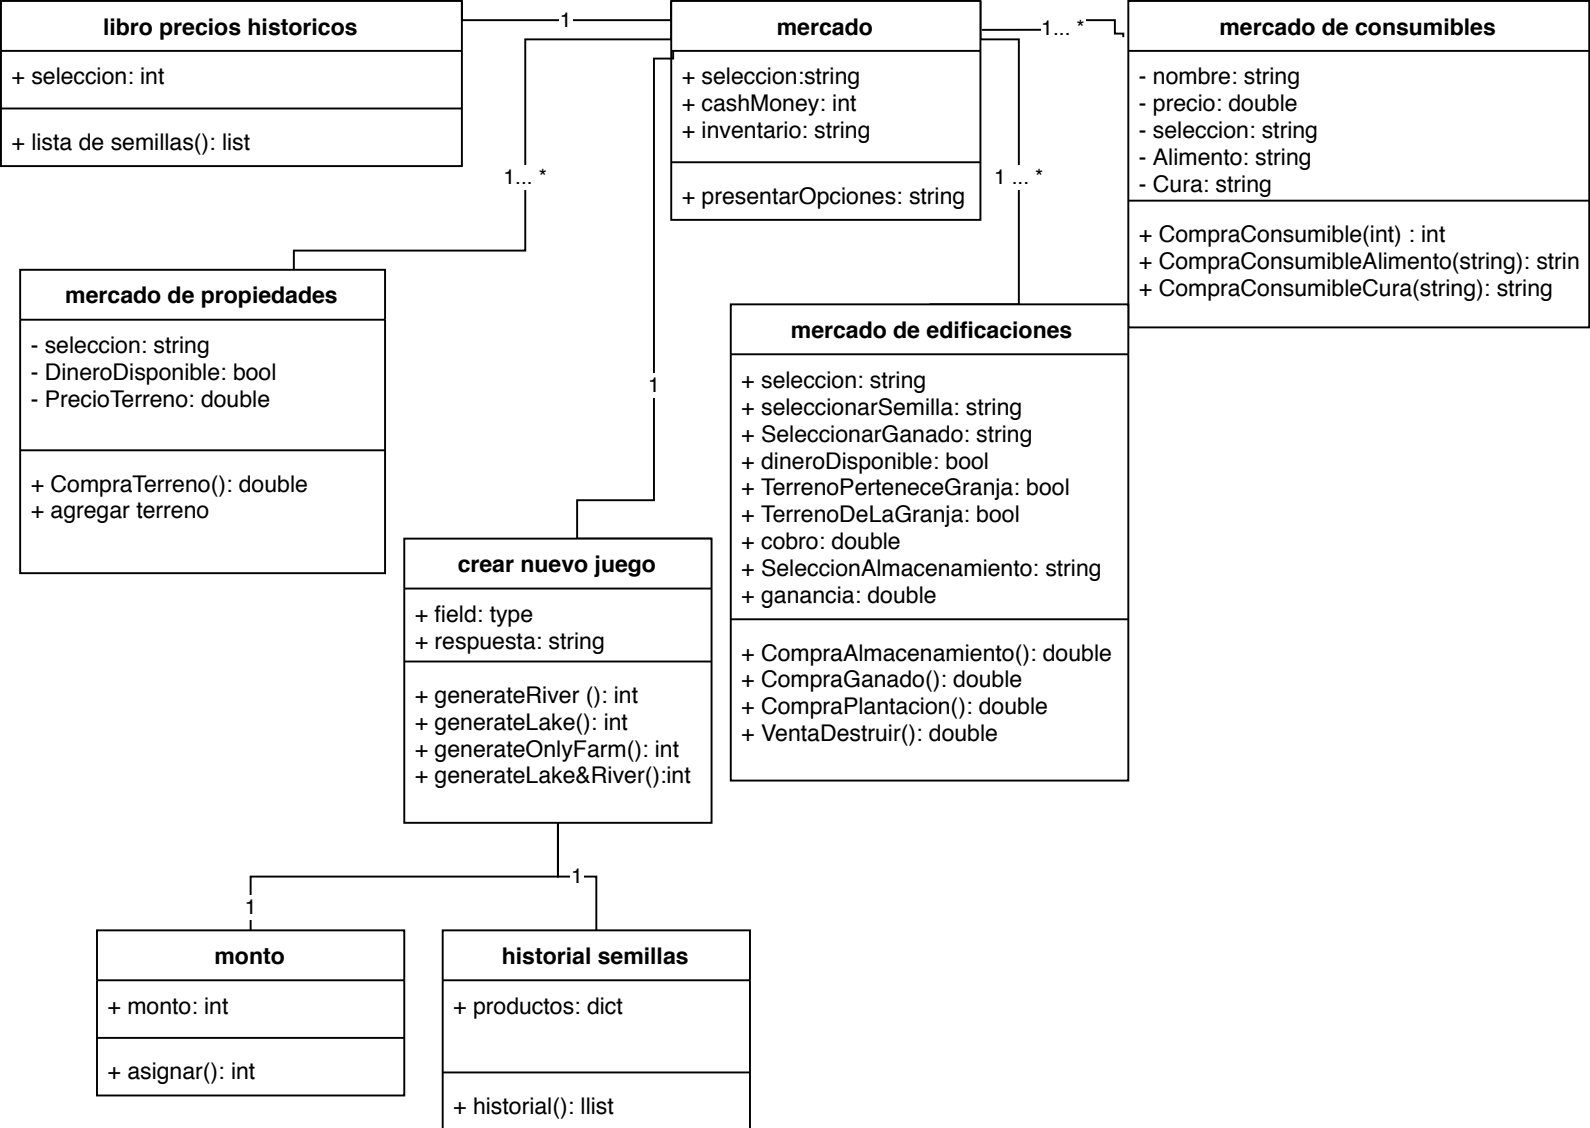 libro precios historicos
+ seleccion: int
+ lista de semillas(): list
1
mercado
+ seleccion:string
+ cashMoney: int
+ inventario: string
+ presentarOpciones: string
1... *
mercado de consumibles
- nombre: string
- precio: double
- seleccion: string
- Alimento: string
- Cura: string
+ CompraConsumible(int) : int
+ CompraConsumibleAlimento(string): strin
+ CompraConsumibleCura(string): string
1... *
1 ... *
mercado de propiedades
- seleccion: string
- DineroDisponible: bool
- PrecioTerreno: double
+ CompraTerreno(): double
+ agregar terreno
1
mercado de edificaciones
+ seleccion: string
+ seleccionarSemilla: string
+ SeleccionarGanado: string
+ dineroDisponible: bool
+ TerrenoPerteneceGranja: bool
+ TerrenoDeLaGranja: bool
+ cobro: double
+ SeleccionAlmacenamiento: string
+ ganancia: double
+ CompraAlmacenamiento(): double
+ CompraGanado(): double
+ CompraPlantacion(): double
+ VentaDestruir(): double
crear nuevo juego
+ field: type
+ respuesta: string
+ generateRiver (): int
+ generateLake(): int
+ generateOnlyFarm(): int
+ generateLake&River():int
1
1
monto
+ monto: int
+ asignar(): int
historial semillas
+ productos: dict
+ historial(): llist